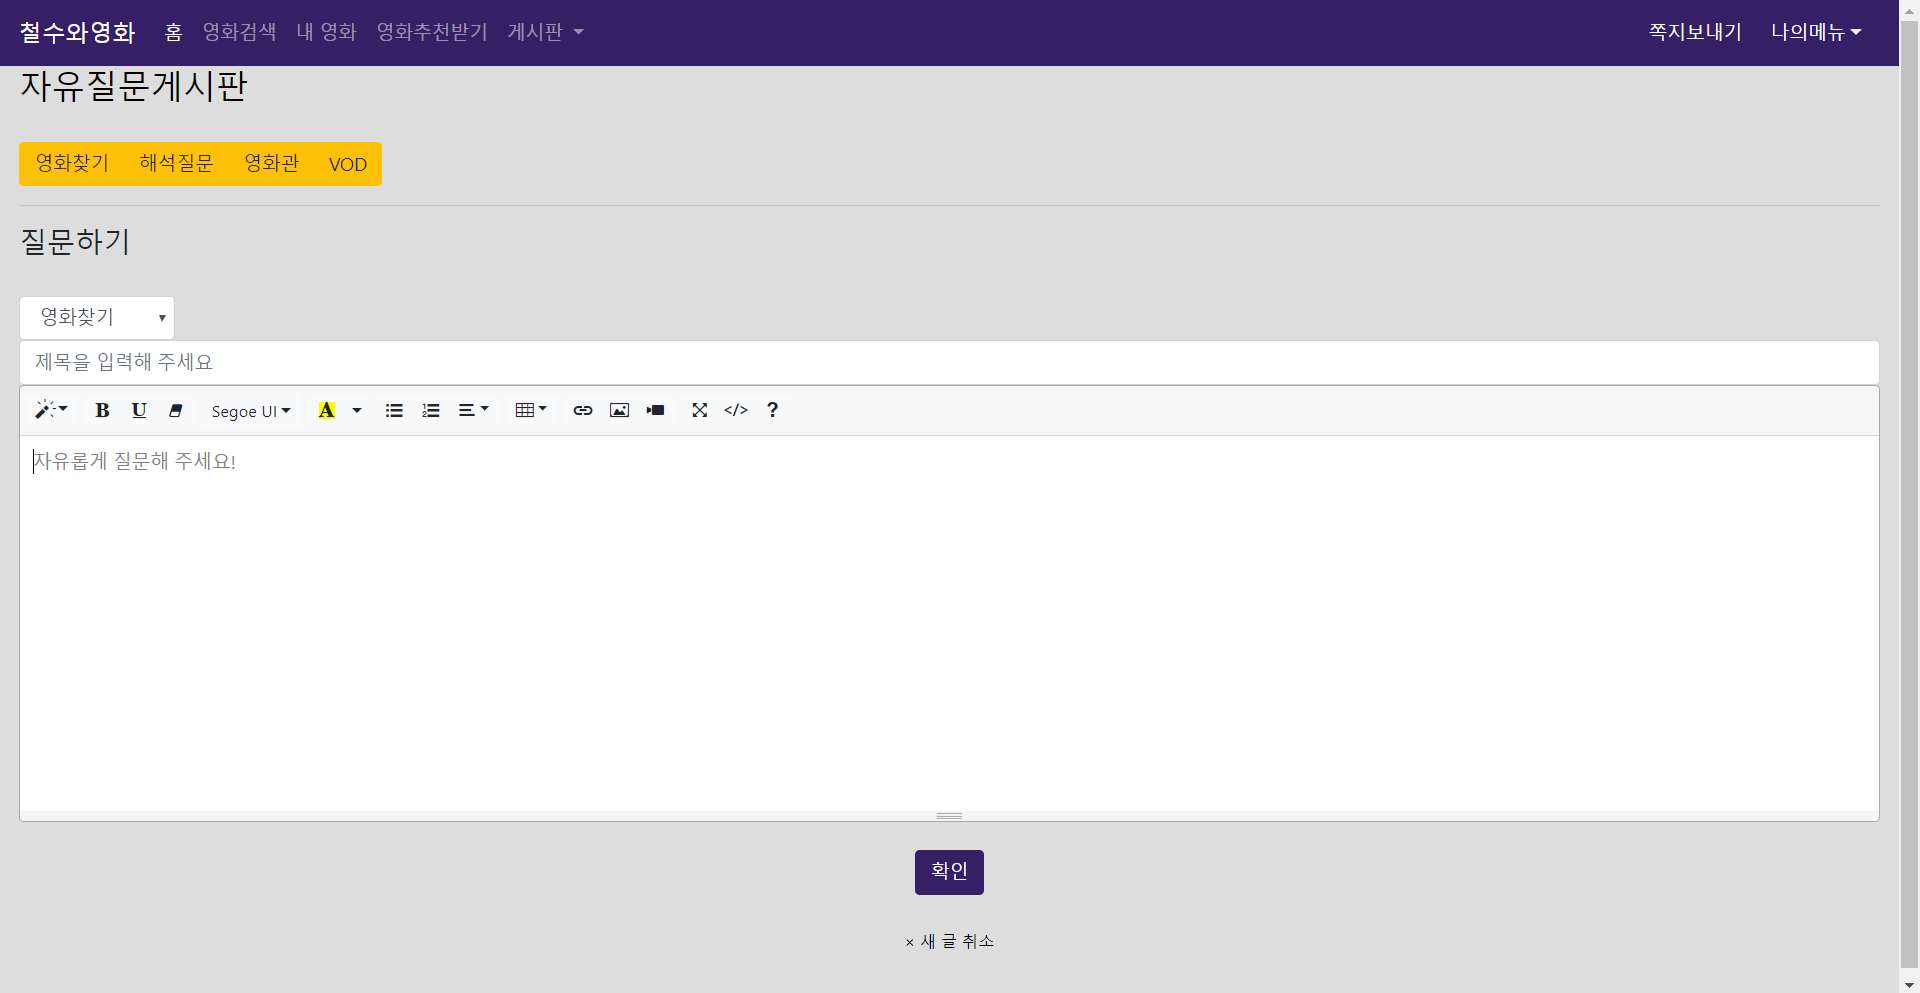 철수와영화 홈 영화검색 내 영화 영화추천받기 게시판 쪽지보내기 나의메뉴
자유질문게시판
영화찾기 해석질문 영화관 VOD
질문하기
영화찾기
제목을 입력해 주세요
B U Segoe UI A </> ?
자유롭게 질문해 주세요!
확인
× 새 글 취소